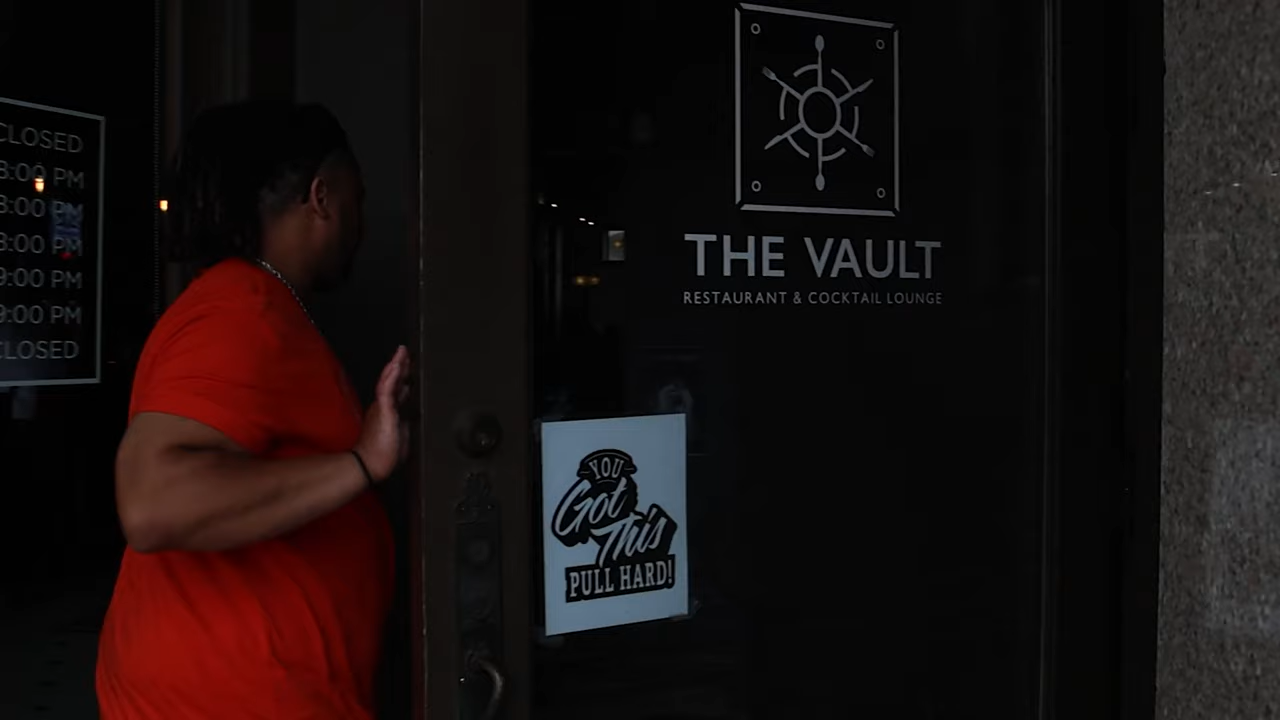 CLOSED
8:00 PM
8:00 PM
8:00 PM
9:00 PM
9:00 PM
CLOSED
THE VAULT
RESTAURANT & COCKTAIL LOUNGE
YOU
Got
This
PULL HARD!